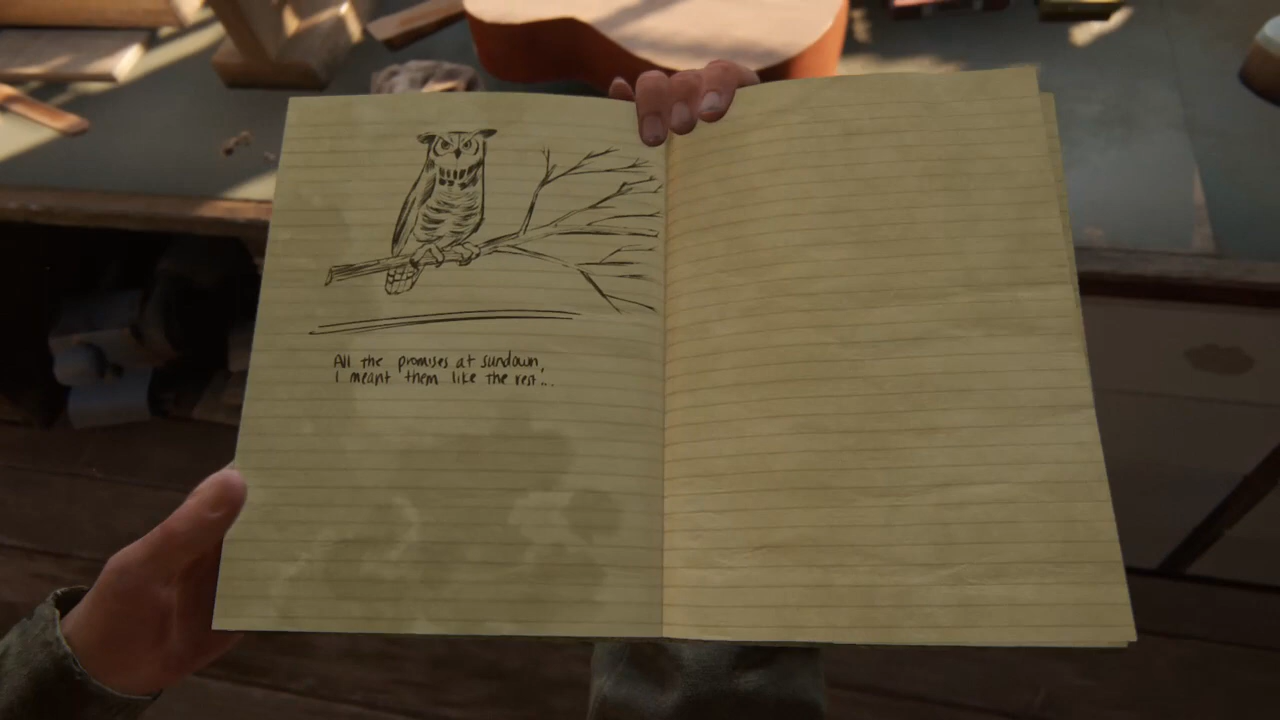 All the promises at sundown,
I meant them like the rest...